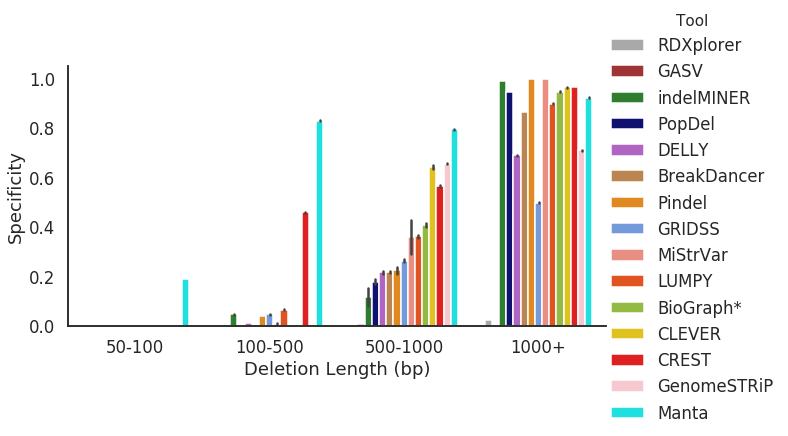 Tool
RDXplorer
GASV
indelMINER
PopDel
DELLY
BreakDancer
Pindel
GRIDSS
MiStrVar
LUMPY
BioGraph*
CLEVER
CREST
GenomeSTRiP
Manta
Specificity
1.0
0.8
0.6
0.4
0.2
0.0
50-100 100-500 500-1000 1000+
Deletion Length (bp)